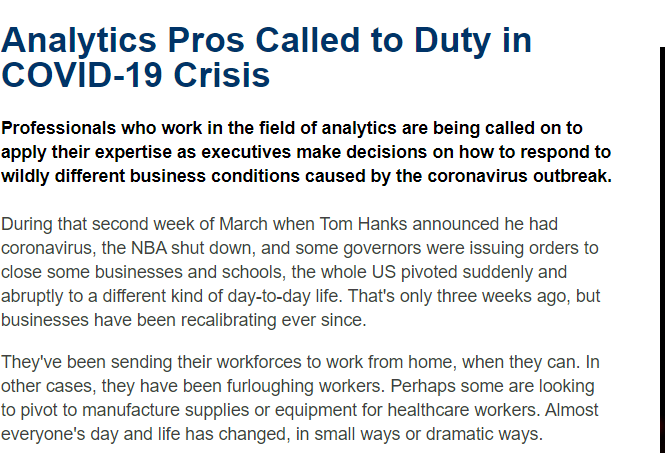 Analytics Pros Called to Duty in
COVID-19 Crisis
Professionals who work in the field of analytics are being called on to
apply their expertise as executives make decisions on how to respond to
wildly different business conditions caused by the coronavirus outbreak.
During that second week of March when Tom Hanks announced he had
coronavirus, the NBA shut down, and some governors were issuing orders to
close some businesses and schools, the whole US pivoted suddenly and
abruptly to a different kind of day-to-day life. That's only three weeks ago, but
businesses have been recalibrating ever since.
They've been sending their workforces to work from home, when they can. In
other cases, they have been furloughing workers. Perhaps some are looking
to pivot to manufacture supplies or equipment for healthcare workers. Almost
everyone's day and life has changed, in small ways or dramatic ways.